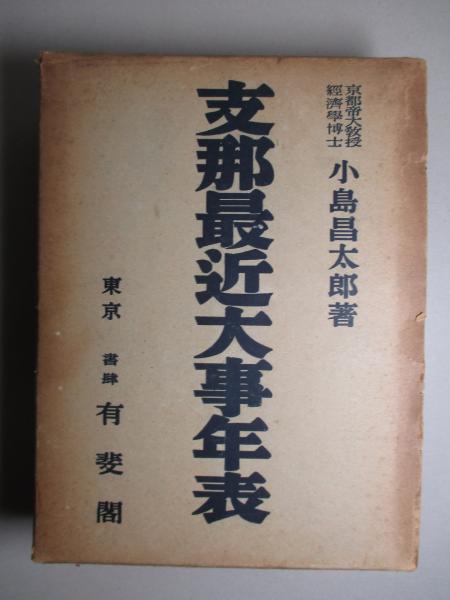 京都帝大教授
經濟學博士
小島昌太郎著
支那最近大事年表
東京 書肆 有斐閣